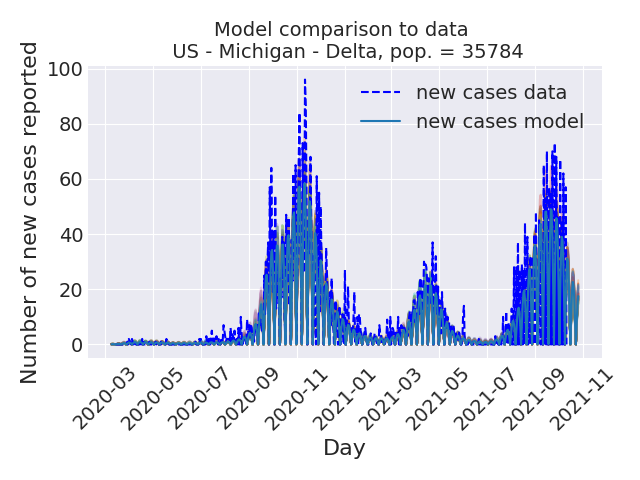 Model comparison to data
US - Michigan - Delta, pop. = 35784
Number of new cases reported
100
80
60
40
20
0
new cases data
new cases model
2020-03
2020-05
2020-07
2020-09
2020-11
2021-01
2021-03
2021-05
2021-07
2021-09
2021-11
Day